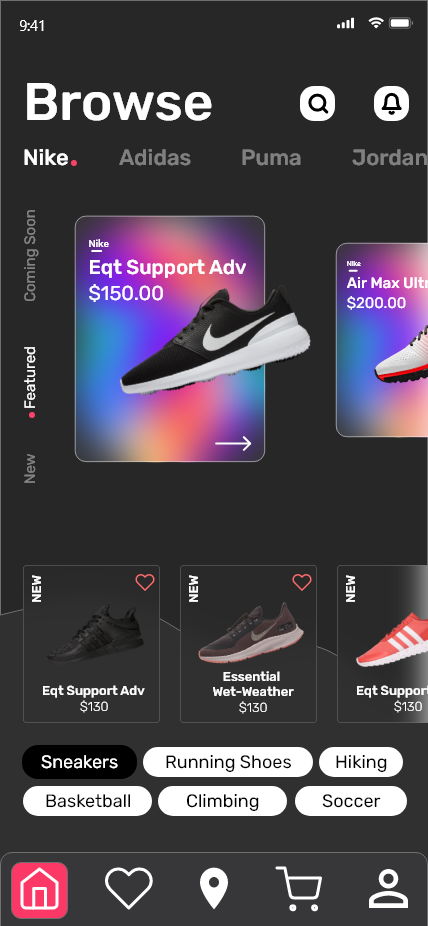 9:41
Browse
Nike. Adidas Puma Jordan
Coming Soon
Featured
New
Nike
Eqt Support Adv
$150.00
Nike
Air Max Ultr
$200.00
NEW
Eqt Support Adv
$130
NEW
Essential
Wet-Weather
$130
NEW
Eqt Support
$130
Sneakers Running Shoes Hiking
Basketball Climbing Soccer